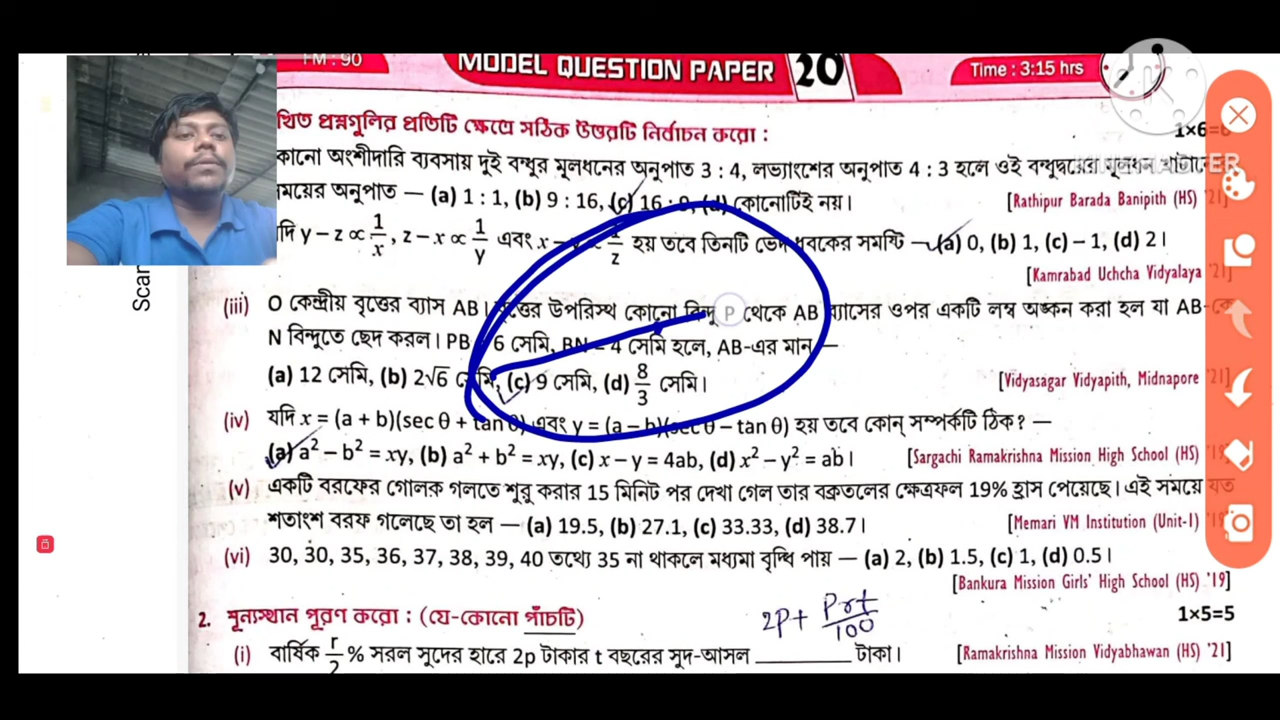 FM : 90
MODEL QUESTION PAPER 20
Time : 3:15 hrs
প্রশ্নগুলির প্রতিটি ক্ষেত্রে সঠিক উত্তরটি নির্বাচন করো :
অংশীদারি ব্যবসায় দুই বন্ধুর মূলধনের অনুপাত 3 : 4, লভ্যাংশের অনুপাত 4 : 3 হলে ওই বন্ধুদ্বয়ের মূলধন
অনুপাত — (a) 1 : 1, (b) 9 : 16, (c) 16 : 9, (d) কোনোটিই নয়।
[Rathipur Barada Banipith (HS) '21]
y – z ∝ 1/x, z – x ∝ 1/y এবং x – y ∝ 1/z হয় তবে তিনটি ভেদ ধ্রুবকের সমষ্টি — (a) 0, (b) 1, (c) – 1, (d) 2।
[Kamrabad Uchcha Vidyalaya '21]
Scan
(iii) O কেন্দ্রীয় বৃত্তের ব্যাস AB। বৃত্তের উপরিস্থ কোনো বিন্দু P থেকে AB ব্যাসের ওপর একটি লম্ব অঙ্কন করা হল যা AB-কে
N বিন্দুতে ছেদ করল। PB = 6 সেমি, BN = 4 সেমি হলে, AB-এর মান —
(a) 12 সেমি, (b) 2√6 সেমি, (c) 9 সেমি, (d) 8/3 সেমি।
[Vidyasagar Vidyapith, Midnapore '21]
(iv) যদি x = (a + b)(sec θ + tan θ) এবং y = (a – b)(sec θ – tan θ) হয় তবে কোন্ সম্পর্কটি ঠিক? —
(a) a² – b² = xy, (b) a² + b² = xy, (c) x – y = 4ab, (d) x² – y² = ab।
[Sargachi Ramakrishna Mission High School (HS) '19]
(v) একটি বরফের গোলক গলতে শুরু করার 15 মিনিট পর দেখা গেল তার বক্রতলের ক্ষেত্রফল 19% হ্রাস পেয়েছে। এই সময়ে যত
শতাংশ বরফ গলেছে তা হল — (a) 19.5, (b) 27.1, (c) 33.33, (d) 38.7।
[Memari VM Institution (Unit-I) '19]
(vi) 30, 30, 35, 36, 37, 38, 39, 40 তথ্যে 35 না থাকলে মধ্যমা বৃদ্ধি পায় — (a) 2, (b) 1.5, (c) 1, (d) 0.5।
[Bankura Mission Girls' High School (HS) '19]
2. শূন্যস্থান পূরণ করো : (যে-কোনো পাঁচটি)
2P + Prt/100
1×5=5
(i) বার্ষিক r/2 % সরল সুদের হারে 2p টাকার t বছরের সুদ-আসল ________ টাকা।
[Ramakrishna Mission Vidyabhawan (HS) '21]